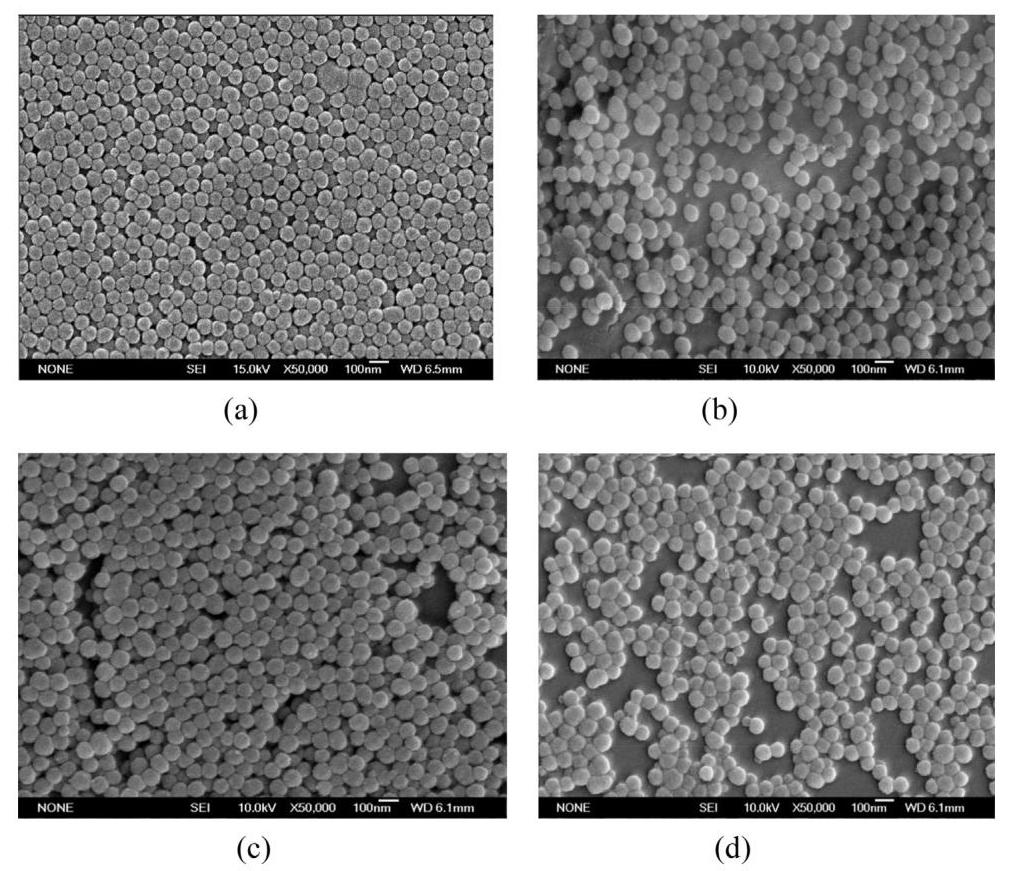 NONE SEI 15.0kV X50,000 100nm WD 6.5mm
NONE SEI 10.0kV X50,000 100nm WD 6.1mm
(a)
(b)
NONE SEI 10.0kV X50,000 100nm WD 6.1mm
NONE SEI 10.0kV X50,000 100nm WD 6.1mm
(c)
(d)